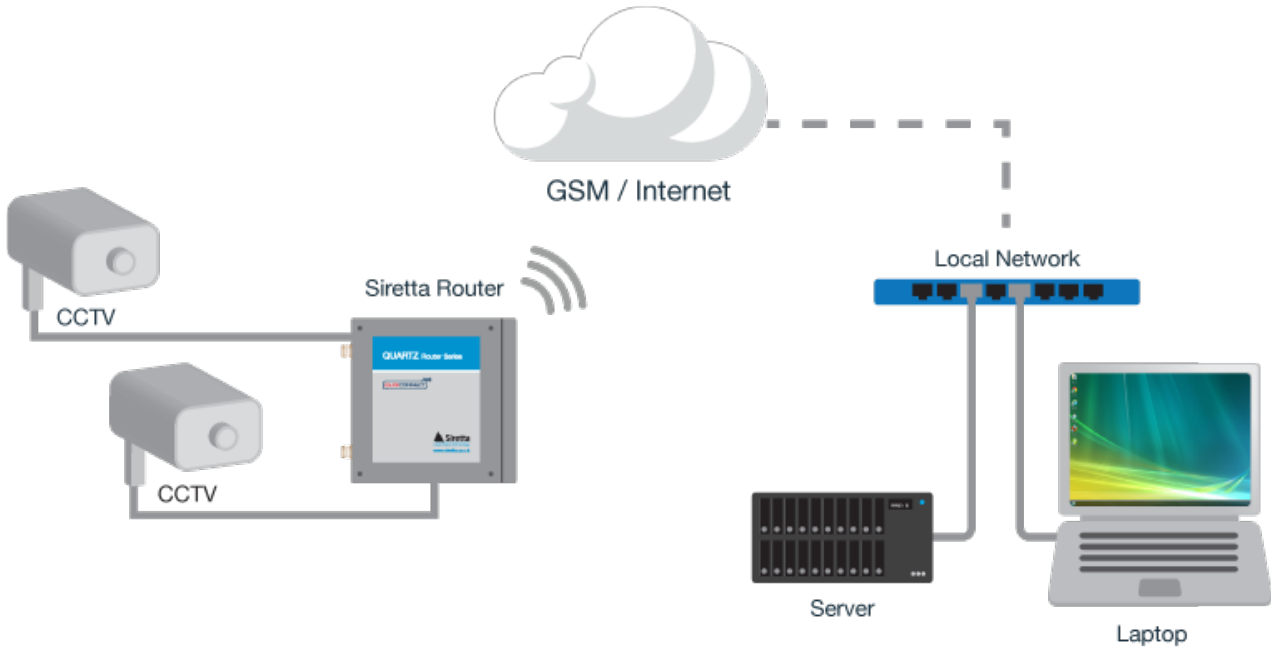 GSM / Internet
Local Network
Siretta Router
CCTV
QUARTZ Router Series
Siretta
CCTV
Server
Laptop